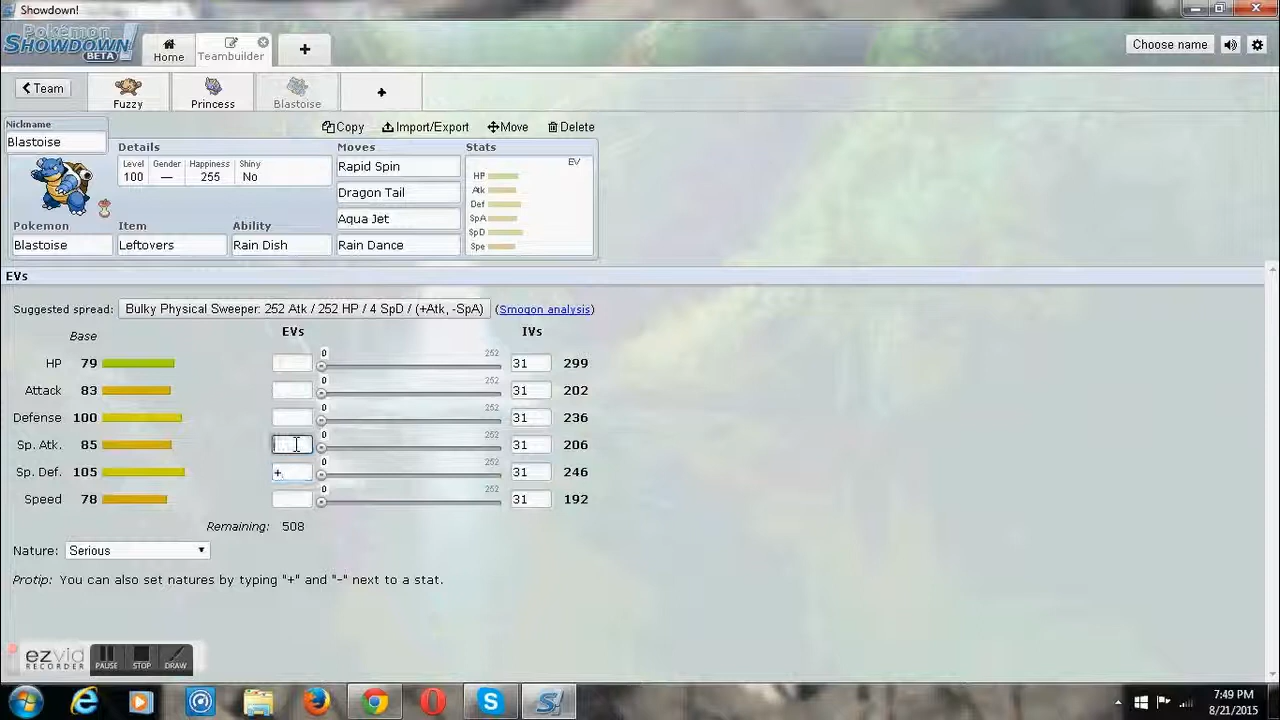 Showdown!
Pokémon
SHOWDOWN!
BETA
Home
Teambuilder
+
Choose name
< Team
Fuzzy
Princess
Blastoise
+
Nickname
Blastoise
Copy
Import/Export
Move
Delete
Details
Level
100
Gender
—
Happiness
255
Shiny
No
Moves
Rapid Spin
Dragon Tail
Aqua Jet
Rain Dance
Stats
EV
HP
Atk
Def
SpA
SpD
Spe
Pokemon
Blastoise
Item
Leftovers
Ability
Rain Dish
EVs
Suggested spread: Bulky Physical Sweeper: 252 Atk / 252 HP / 4 SpD / (+Atk, -SpA) (Smogon analysis)
Base EVs IVs
HP 79 0 252 31 299
Attack 83 0 252 31 202
Defense 100 0 252 31 236
Sp. Atk. 85 0 252 31 206
Sp. Def. 105 + 0 252 31 246
Speed 78 0 252 31 192
Remaining: 508
Nature: Serious
Protip: You can also set natures by typing "+" and "-" next to a stat.
ezvid
RECORDER
PAUSE
STOP
DRAW
7:49 PM
8/21/2015